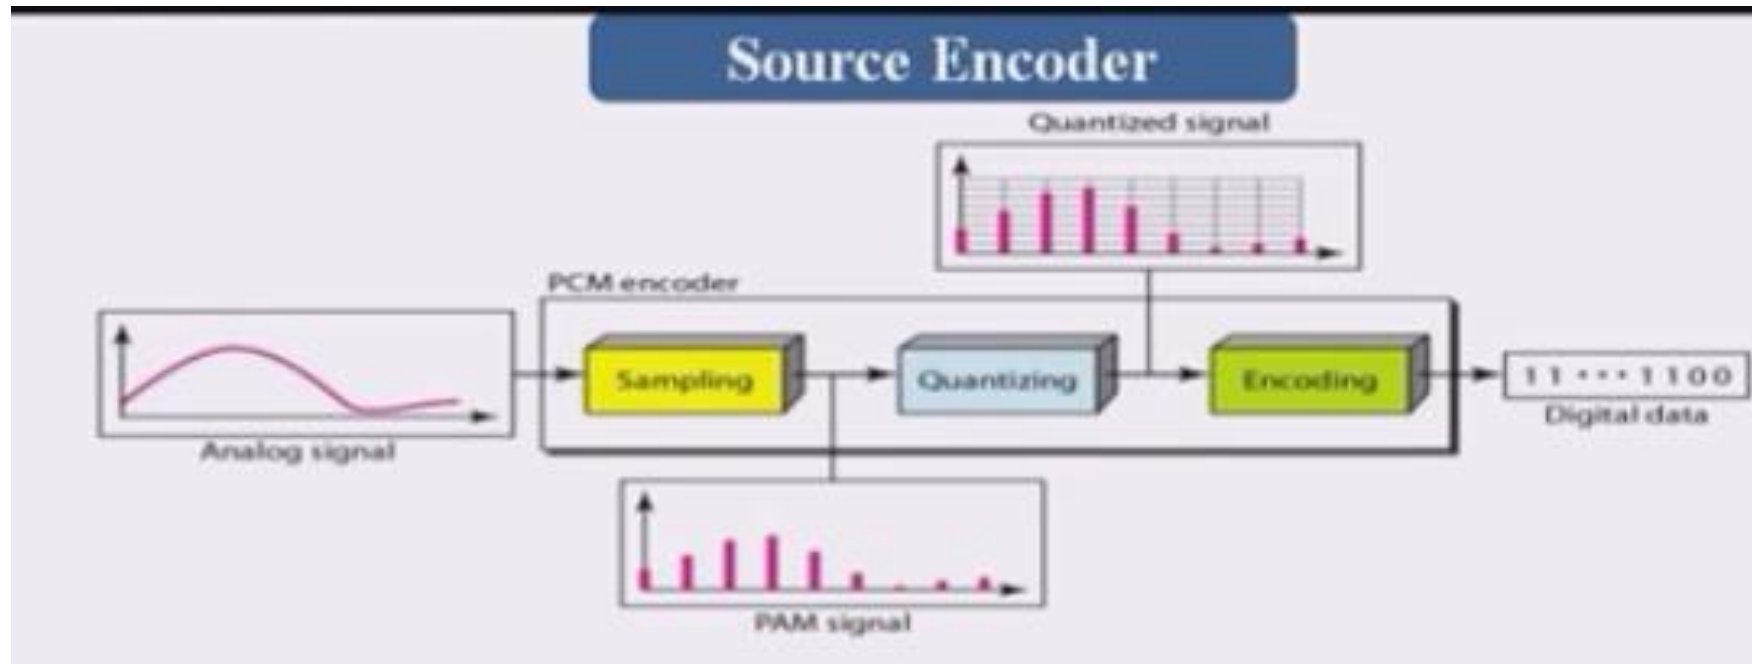 Source Encoder
Quantized signal
PCM encoder
Sampling
Quantizing
Encoding
11 • • • 1100
Digital data
Analog signal
PAM signal